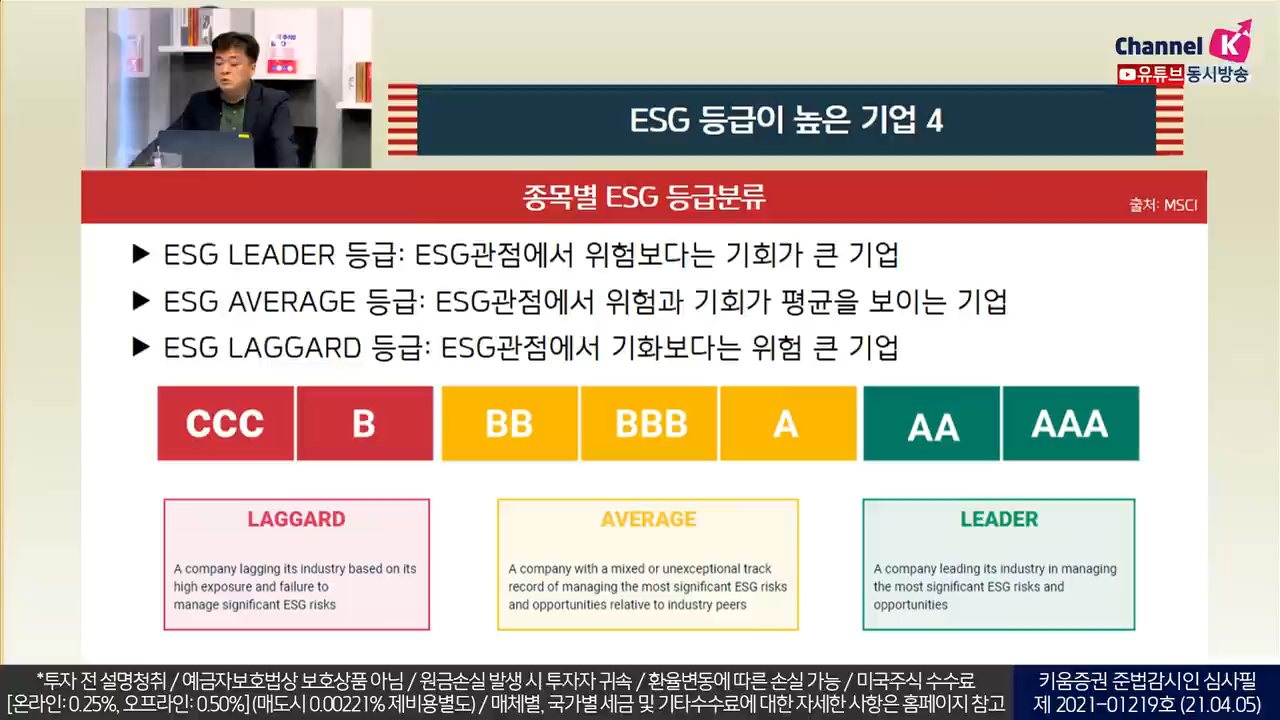 Channel K
유튜브 동시방송
ESG 등급이 높은 기업 4
종목별 ESG 등급분류
출처: MSCI
▶ ESG LEADER 등급: ESG관점에서 위험보다는 기회가 큰 기업
▶ ESG AVERAGE 등급: ESG관점에서 위험과 기회가 평균을 보이는 기업
▶ ESG LAGGARD 등급: ESG관점에서 기화보다는 위험 큰 기업
CCC B BB BBB A AA AAA
LAGGARD
A company lagging its industry based on its
high exposure and failure to
manage significant ESG risks
AVERAGE
A company with a mixed or unexceptional track
record of managing the most significant ESG risks
and opportunities relative to industry peers
LEADER
A company leading its industry in managing
the most significant ESG risks and
opportunities
*투자 전 설명청취 / 예금자보호법상 보호상품 아님 / 원금손실 발생 시 투자자 귀속 / 환율변동에 따른 손실 가능 / 미국주식 수수료
[온라인: 0.25%, 오프라인: 0.50%](매도시 0.00221% 제비용별도) / 매체별, 국가별 세금 및 기타수수료에 대한 자세한 사항은 홈페이지 참고
키움증권 준법감시인 심사필
제 2021-01219호 (21.04.05)